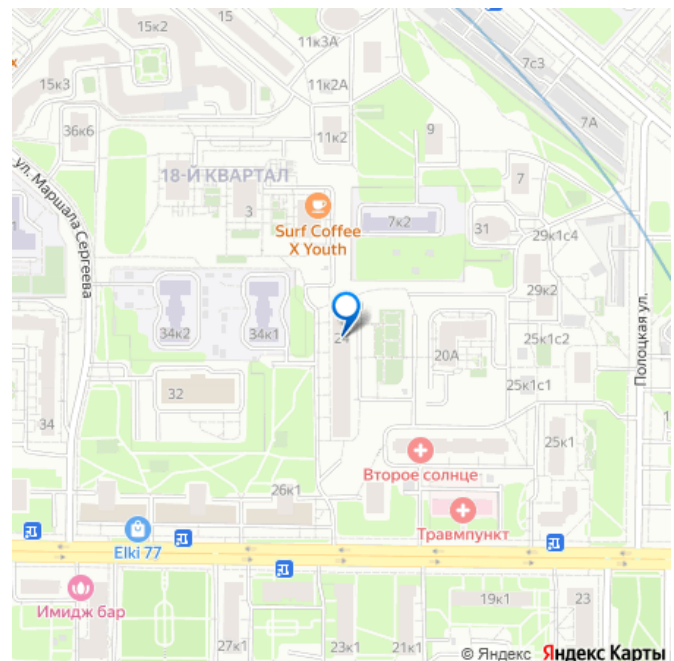 15к2
15
11к3А
7с3
15к3
11к2А
7А
36к6
11к2
9
ул. Маршала Сергеева
18-Й КВАРТАЛ
3
7
Surf Coffee
X Youth
7к2
31
29к1с4
29к2
34к2
34к1
24
20А
25к1с2
Полоцкая ул.
32
25к1с1
34
25к1
Второе солнце
26к1
Травмпункт
Elki 77
Имидж бар
19к1
23
27к1
23к1
21к1
© Яндекс Яндекс Карты